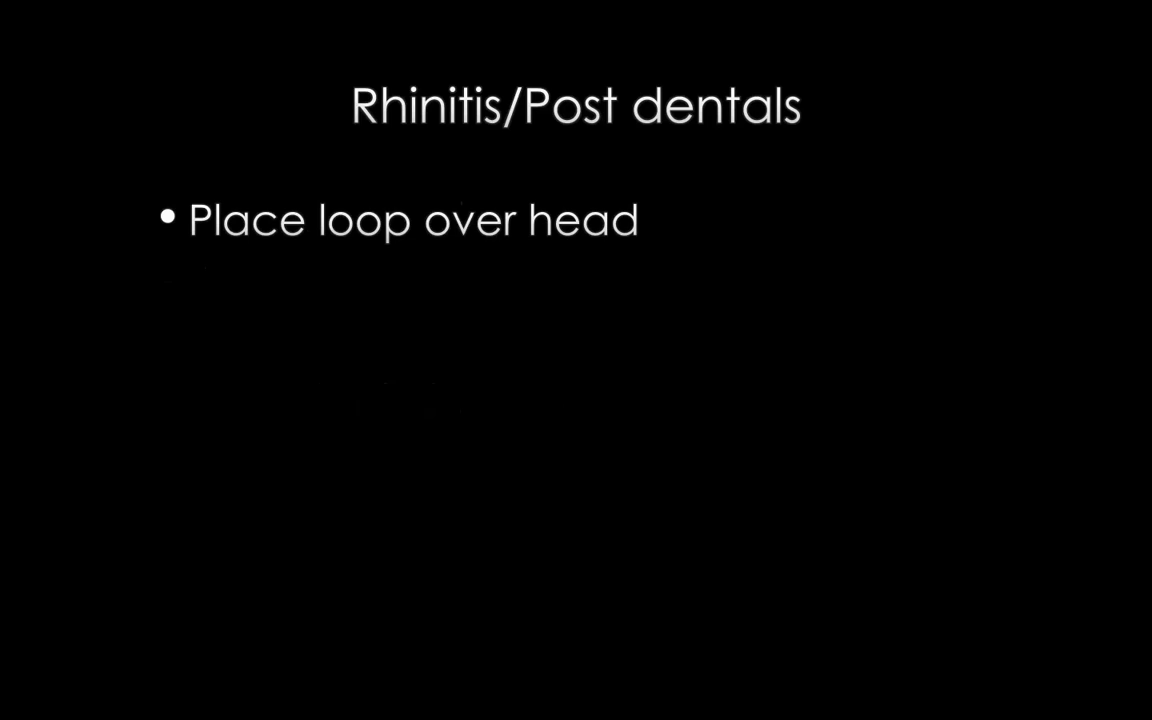 Rhinitis/Post dentals
• Place loop over head